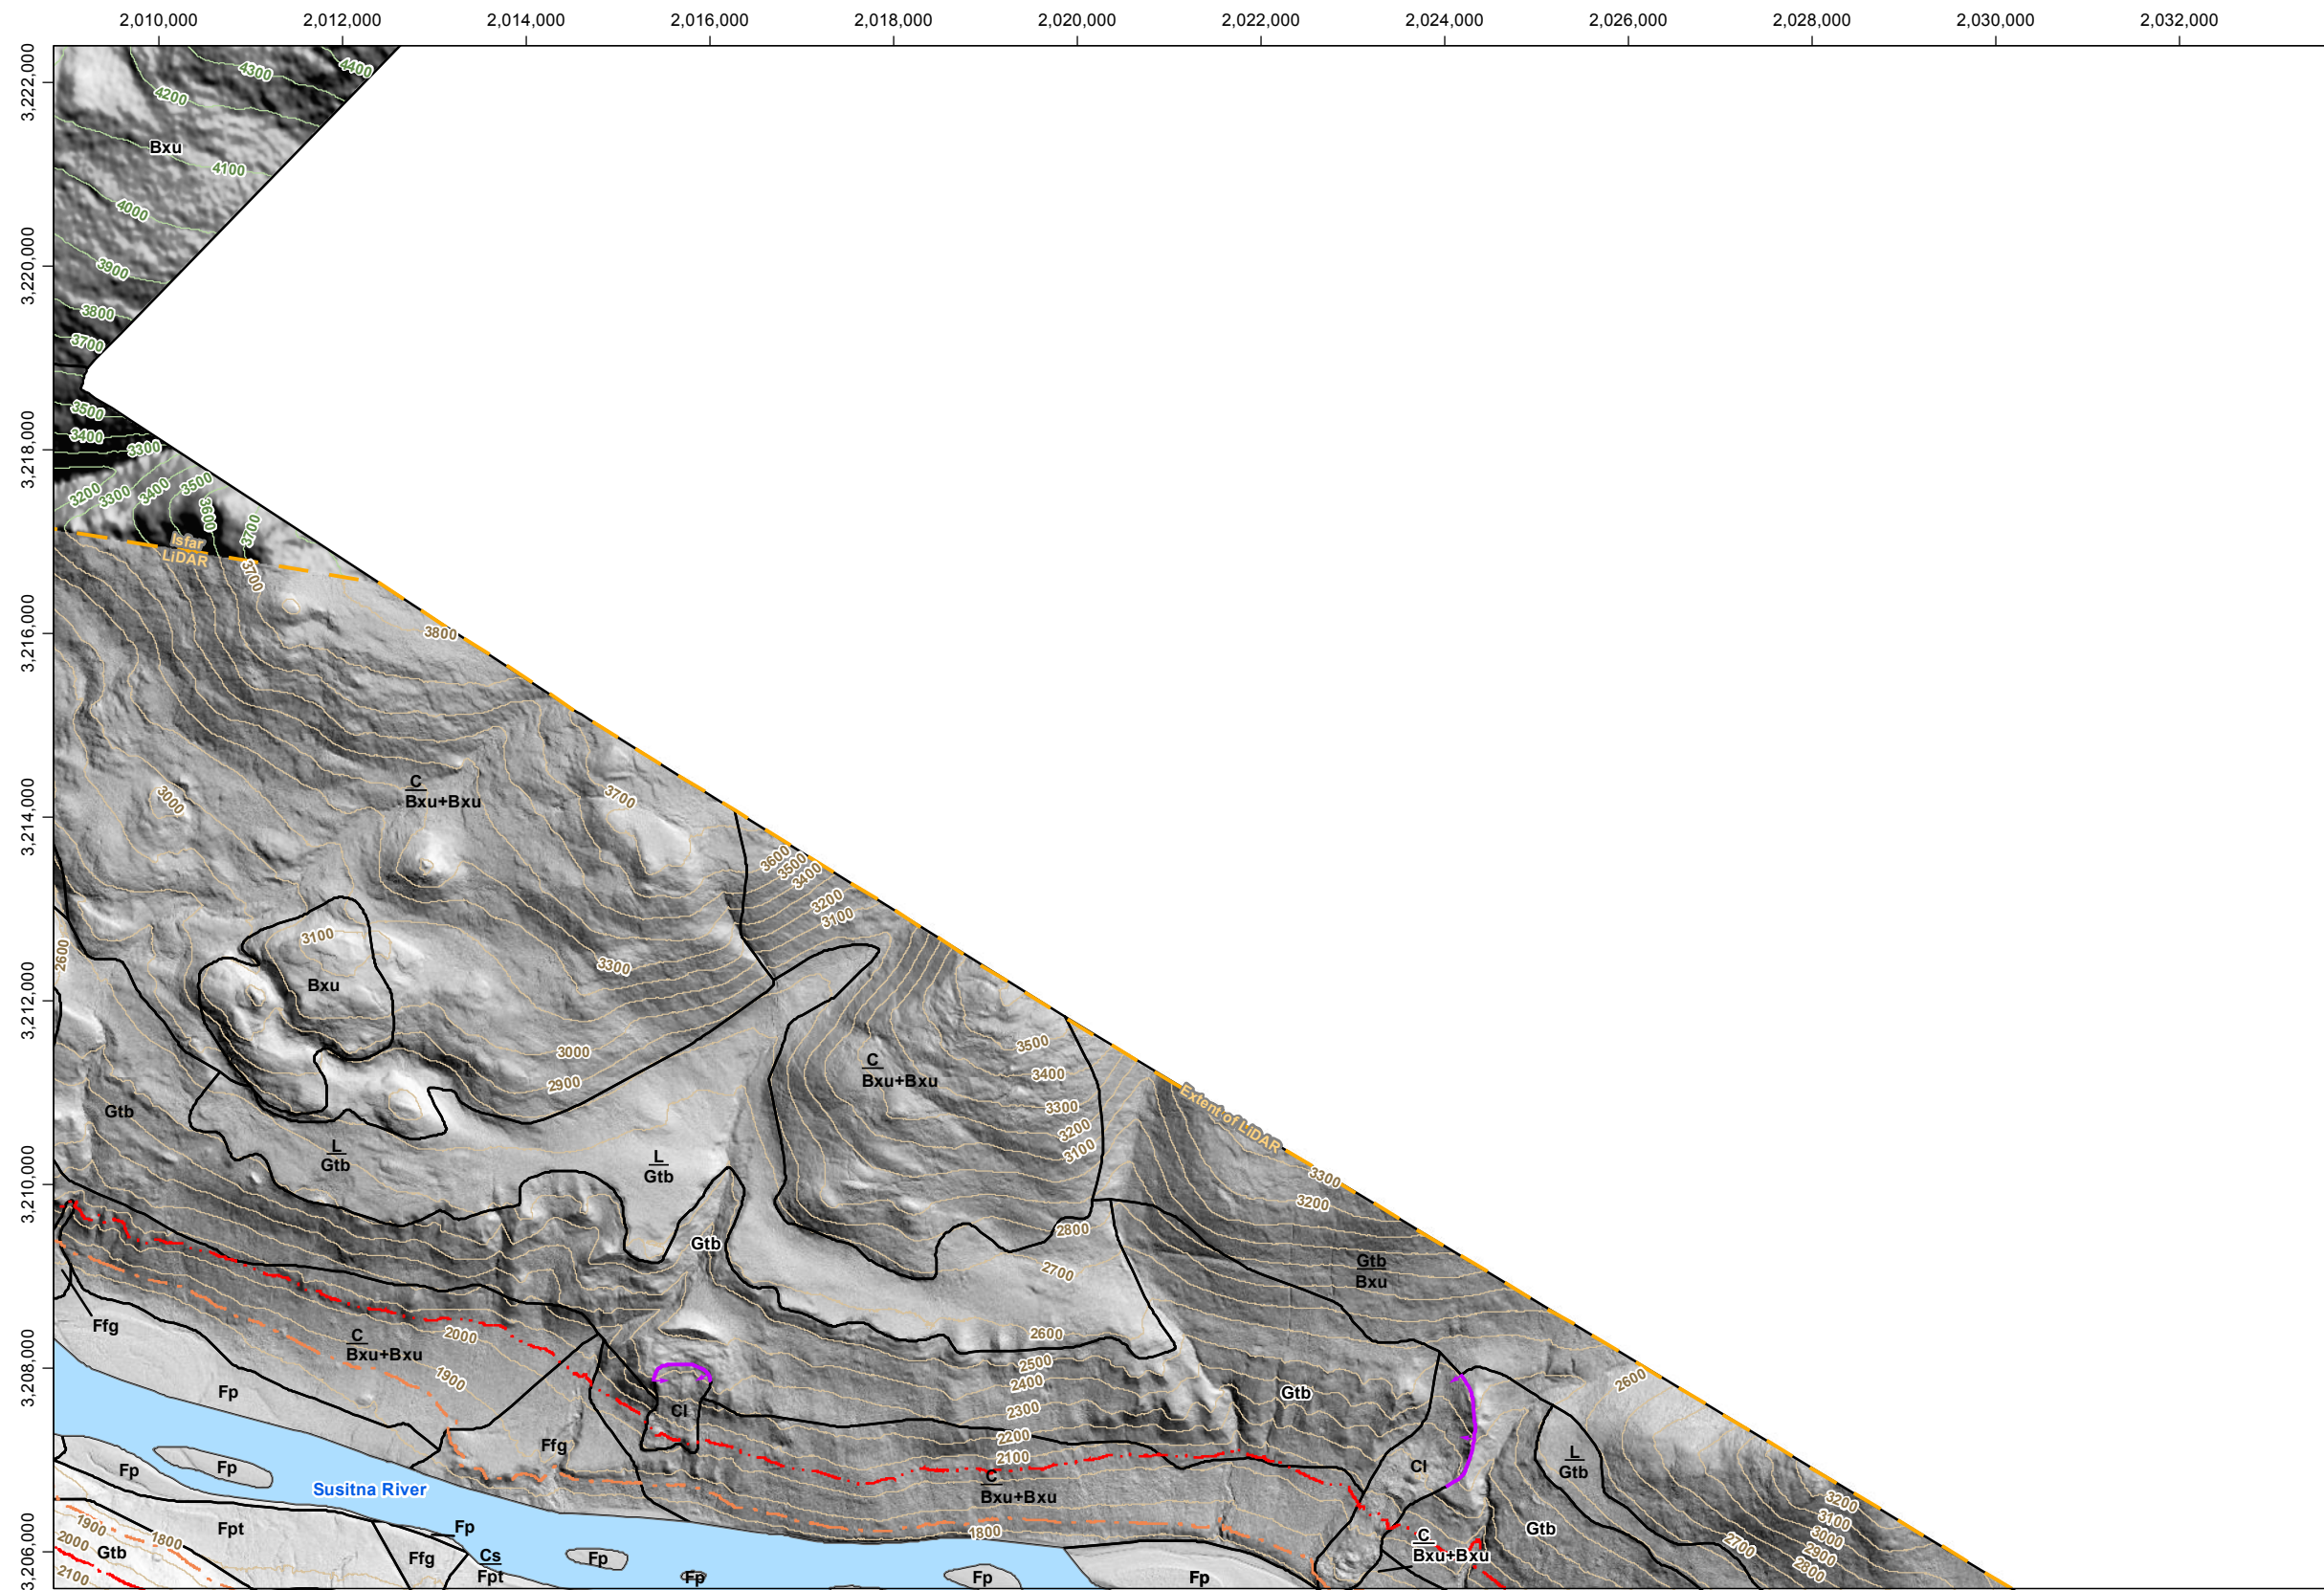 2,010,000 2,012,000 2,014,000 2,016,000 2,018,000 2,020,000 2,022,000 2,024,000 2,026,000 2,028,000 2,030,000 2,032,000
3,222,000
3,220,000
3,218,000
3,216,000
3,214,000
3,212,000
3,210,000
3,208,000
3,206,000
4400
4300
4200
Bxu
4100
4000
3900
3800
3700
3500
3400
3300
3200 3300 3400 3500
3600 3700
Isfar
LiDAR
3700
3800
C
Bxu+Bxu
3000
3700
3600
3500
3400
3200
3100
3100
2600
3300
Bxu
3000
2900
C
Bxu+Bxu
3500
3400
3300
3200
3100
Extent of LiDAR
Gtb
L
Gtb
L
Gtb
3300
3200
2800
Gtb
2700
Gtb
Bxu
Ffg
2000
C
Bxu+Bxu
2600
2500
2400
2300
2200
2100
1900
Fp
Cl
Gtb
2600
Ffg
Cl
L
Gtb
Fp
Fp
Susitna River
C
Bxu+Bxu
1800
3200
3100
3000
2900
2800
2700
Gtb
C
Bxu+Bxu
1900
1800
2000
2100
Fpt
Gtb
Fp
Ffg
Cs
Fpt
Fp
Fp
Fp
Fp